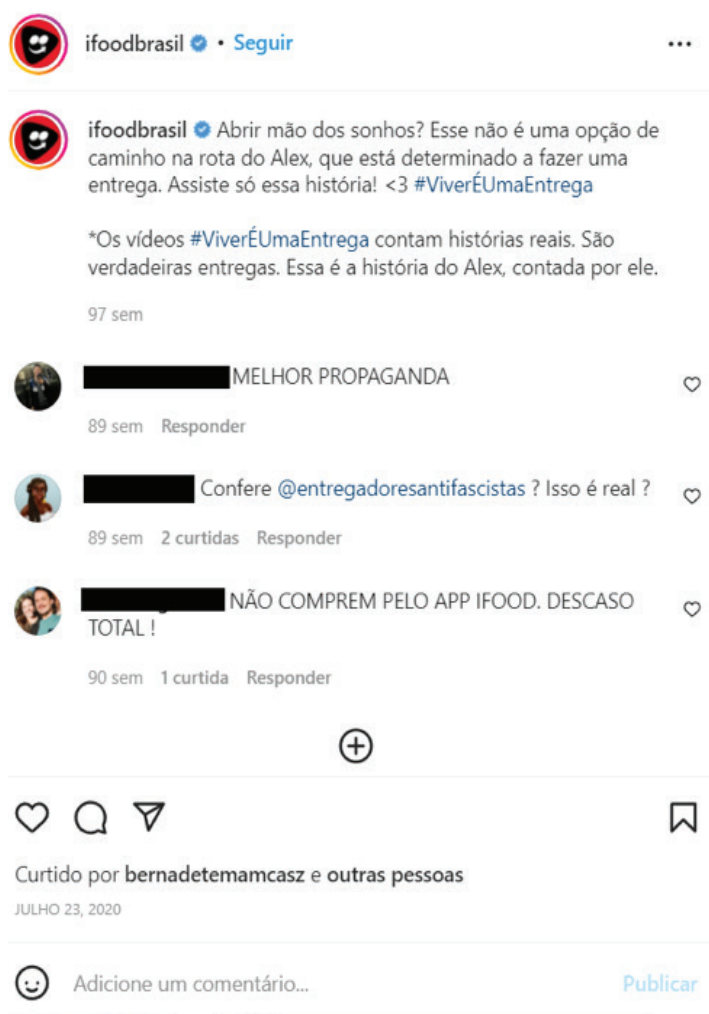 ifoodbrasil • Seguir
ifoodbrasil Abrir mão dos sonhos? Esse não é uma opção de
caminho na rota do Alex, que está determinado a fazer uma
entrega. Assiste só essa história! <3 #ViverÉUmaEntrega
*Os vídeos #ViverÉUmaEntrega contam histórias reais. São
verdadeiras entregas. Essa é a história do Alex, contada por ele.
97 sem
MELHOR PROPAGANDA
89 sem Responder
Confere @entregadoresantifascistas ? Isso é real ?
89 sem 2 curtidas Responder
NÃO COMPREM PELO APP IFOOD. DESCASO
TOTAL !
90 sem 1 curtida Responder
Curtido por bernadetemamcasz e outras pessoas
JULHO 23, 2020
Adicione um comentário... Publicar